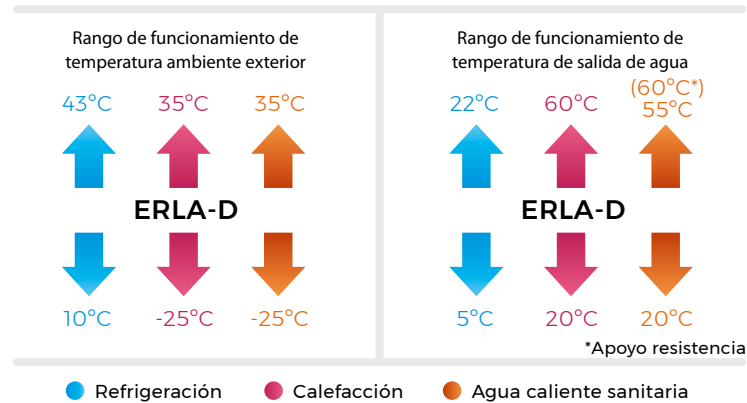 Rango de funcionamiento de
temperatura ambiente exterior
43°C 35°C 35°C
ERLA-D
10°C -25°C -25°C
Rango de funcionamiento de
temperatura de salida de agua
(60°C*)
22°C 60°C 55°C
ERLA-D
5°C 20°C 20°C
*Apoyo resistencia
Refrigeración Calefacción Agua caliente sanitaria